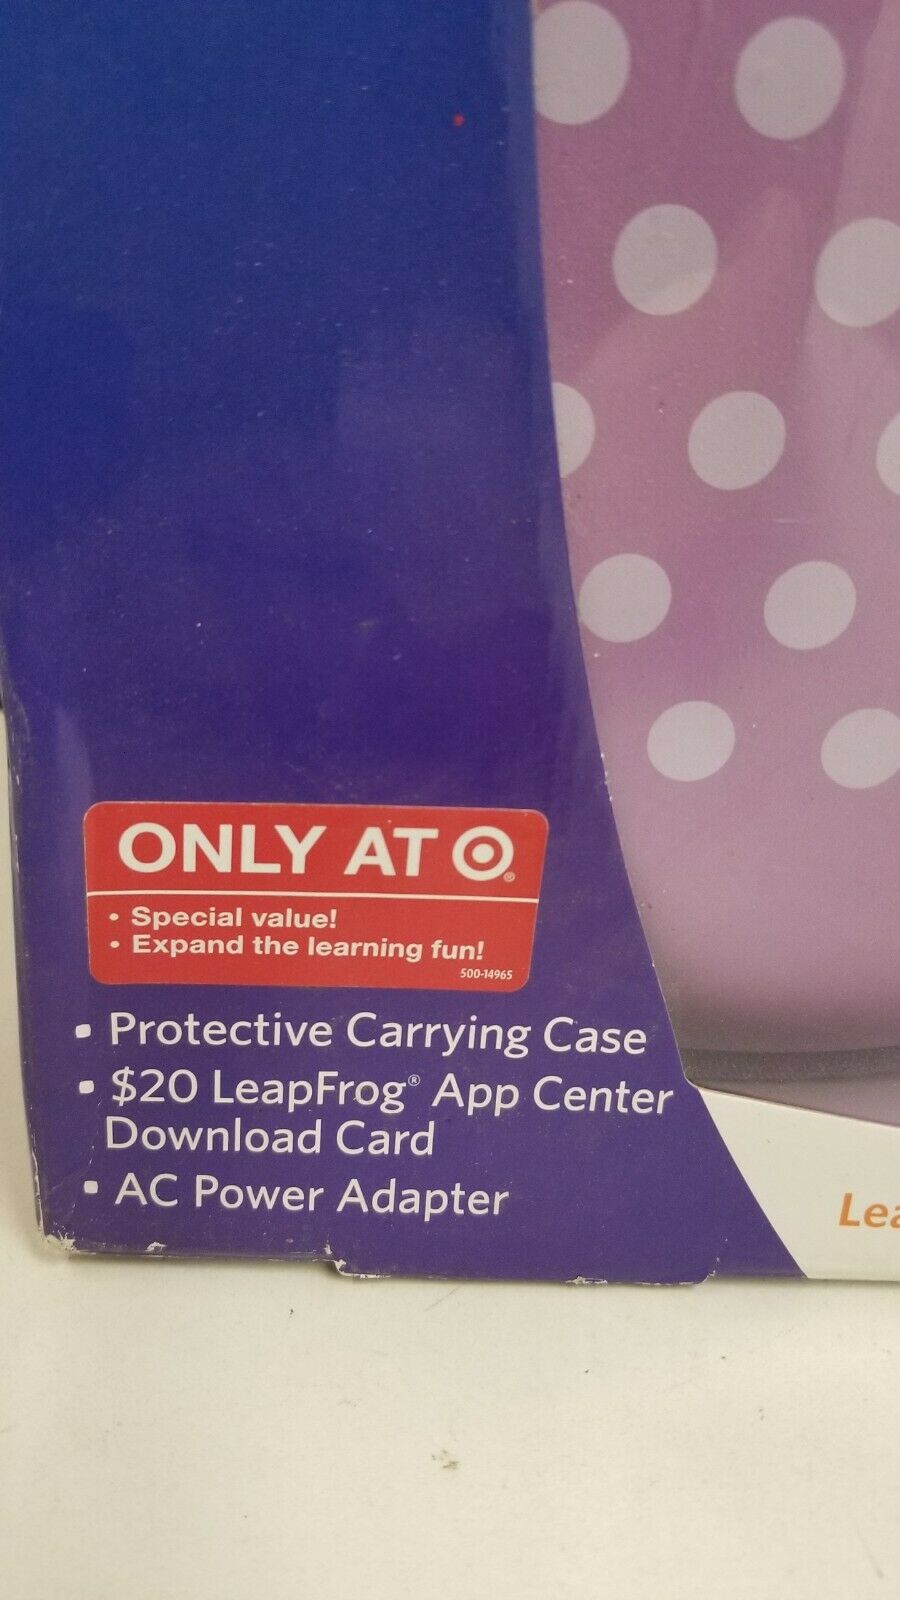 ONLY AT ®
• Special value!
• Expand the learning fun!
500-14965
▪ Protective Carrying Case
▪ $20 LeapFrog® App Center
Download Card
▪ AC Power Adapter
Lea